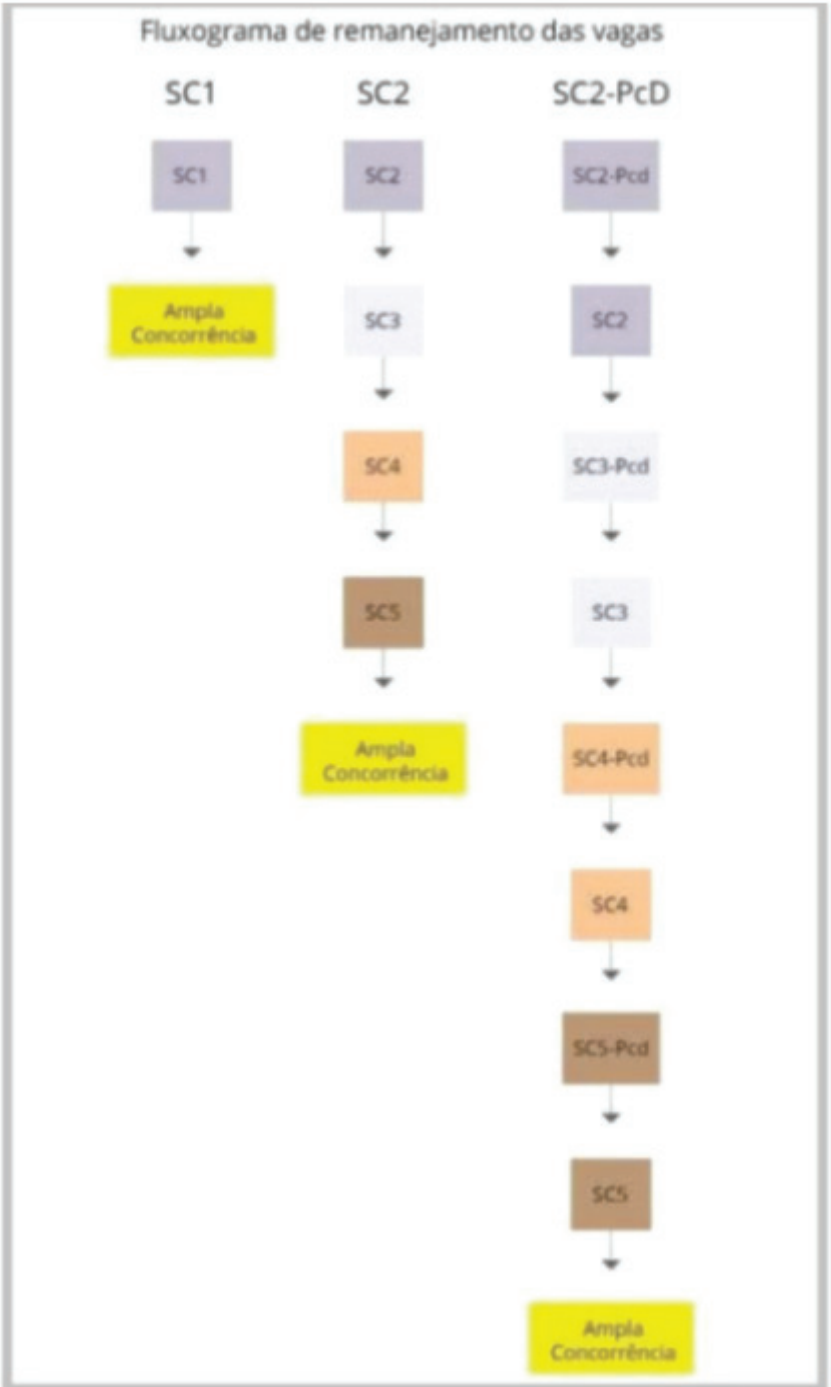 Fluxograma de remanejamento das vagas
SC1
SC1
Ampla
Concorrência
SC2
SC2
SC3
SC4
SC5
Ampla
Concorrência
SC2-PcD
SC2-Pcd
SC2
SC3-Pcd
SC3
SC4-Pcd
SC4
SC5-Pcd
SC5
Ampla
Concorrência